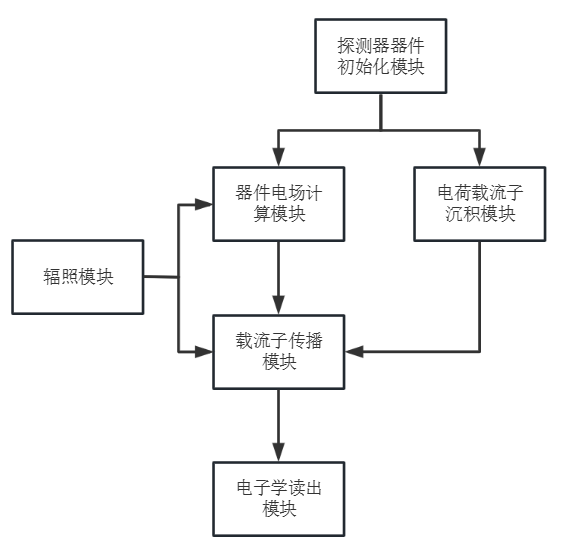 探测器器件
初始化模块
器件电场计
算模块
电荷载流子
沉积模块
辐照模块
载流子传播
模块
电子学读出
模块